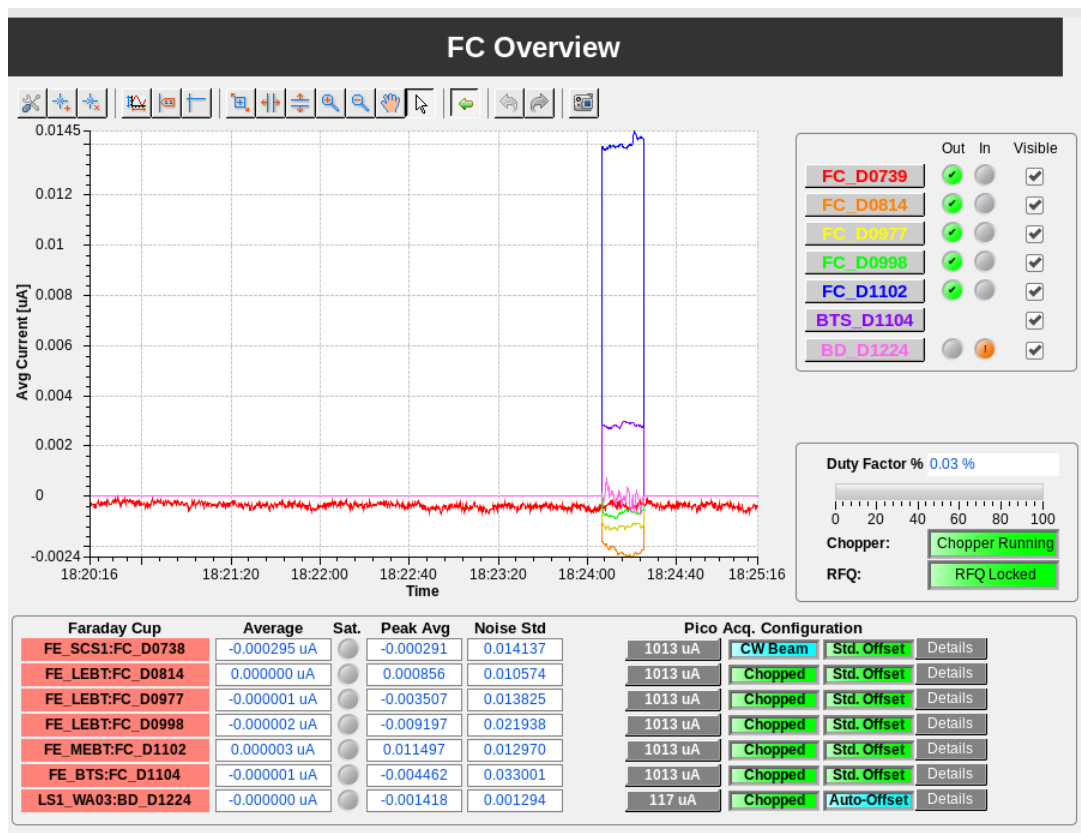 FC Overview
0.0145
0.012
0.01
0.008
0.006
0.004
0.002
0
-0.0024
Avg Current [uA]
18:20:16 18:21:20 18:22:00 18:22:40 18:23:20 18:24:00 18:24:40 18:25:16
Time
Out In Visible
FC_D0739
FC_D0814
FC_D0977
FC_D0998
FC_D1102
BTS_D1104
BD_D1224
Duty Factor % 0.03 %
0 20 40 60 80 100
Chopper: Chopper Running
RFQ: RFQ Locked
Faraday Cup Average Sat. Peak Avg Noise Std Pico Acq. Configuration
FE_SCS1:FC_D0738 -0.000295 uA -0.000291 0.014137 1013 uA CW Beam Std. Offset Details
FE_LEBT:FC_D0814 0.000000 uA 0.000856 0.010574 1013 uA Chopped Std. Offset Details
FE_LEBT:FC_D0977 -0.000001 uA -0.003507 0.013825 1013 uA Chopped Std. Offset Details
FE_LEBT:FC_D0998 -0.000002 uA -0.009197 0.021938 1013 uA Chopped Std. Offset Details
FE_MEBT:FC_D1102 0.000003 uA 0.011497 0.012970 1013 uA Chopped Std. Offset Details
FE_BTS:FC_D1104 -0.000001 uA -0.004462 0.033001 1013 uA Chopped Std. Offset Details
LS1_WA03:BD_D1224 -0.000000 uA -0.001418 0.001294 117 uA Chopped Auto-Offset Details